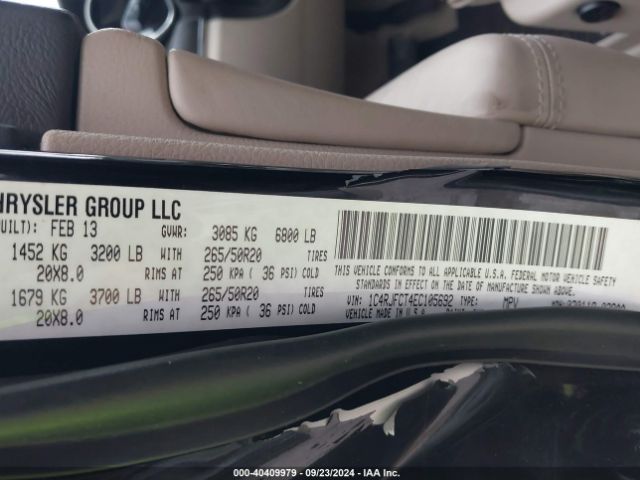 HRYSLER GROUP LLC
UILT): FEB 13 GVWR: 3085 KG 6800 LB
1452 KG 3200 LB WITH 265/50R20
20X8.0 RIMS AT 250 KPA ( 36 PSI) COLD
1679 KG 3700 LB WITH 265/50R20
20X8.0 RIMS AT 250 KPA ( 36 PSI) COLD
THIS VEHICLE CONFORMS TO ALL APPLICABLE U.S.A. FEDERAL MOTOR VEHICLE SAFETY
STANDARDS IN EFFECT ON THE DATE OF MANUFACTURE SHOWN ABOVE.
VIN: 1C4RJFCT4EC105692 TYPE: MPV
VEHICLE MADE IN U.S.A.
000-40409979 - 09/23/2024 - IAA Inc.